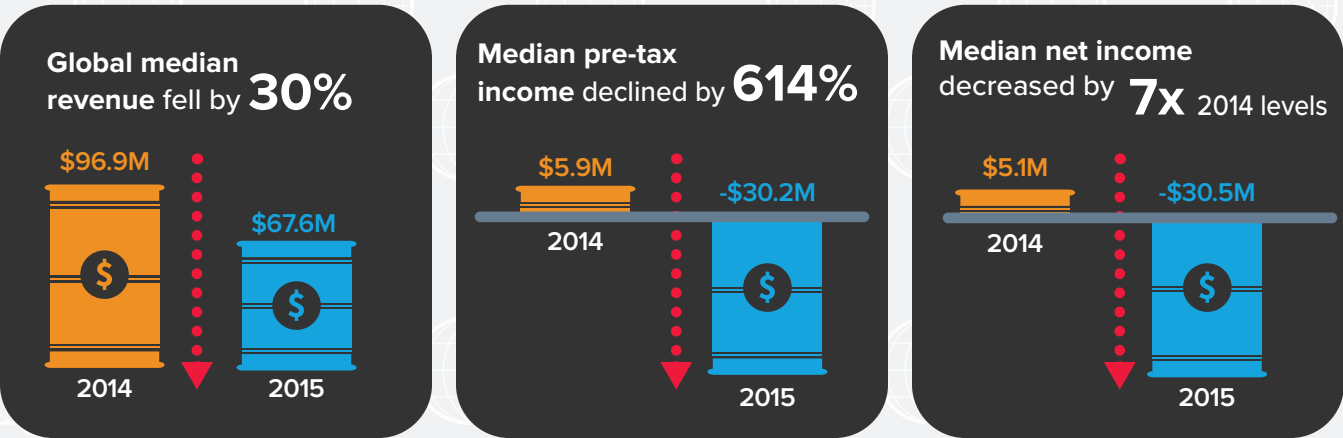 Global median
revenue fell by 30%
$96.9M
$67.6M
$
$
2014
2015
Median pre-tax
income declined by 614%
$5.9M
-$30.2M
2014
$
2015
Median net income
decreased by 7x 2014 levels
$5.1M
-$30.5M
2014
$
2015